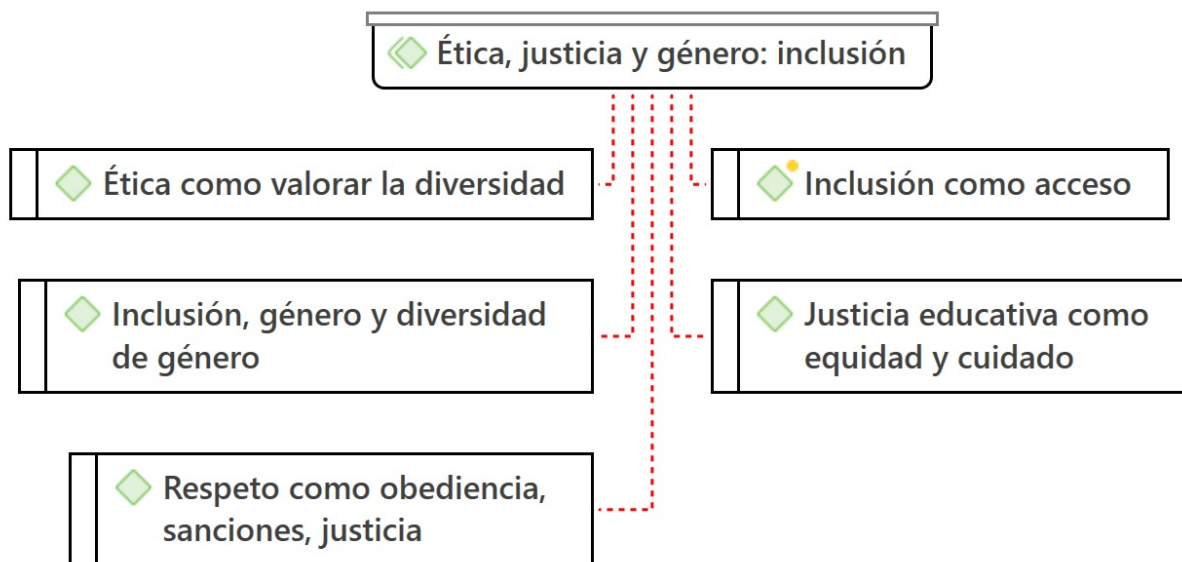 Ética, justicia y género: inclusión
Ética como valorar la diversidad
Inclusión como acceso
Inclusión, género y diversidad
de género
Justicia educativa como
equidad y cuidado
Respeto como obediencia,
sanciones, justicia